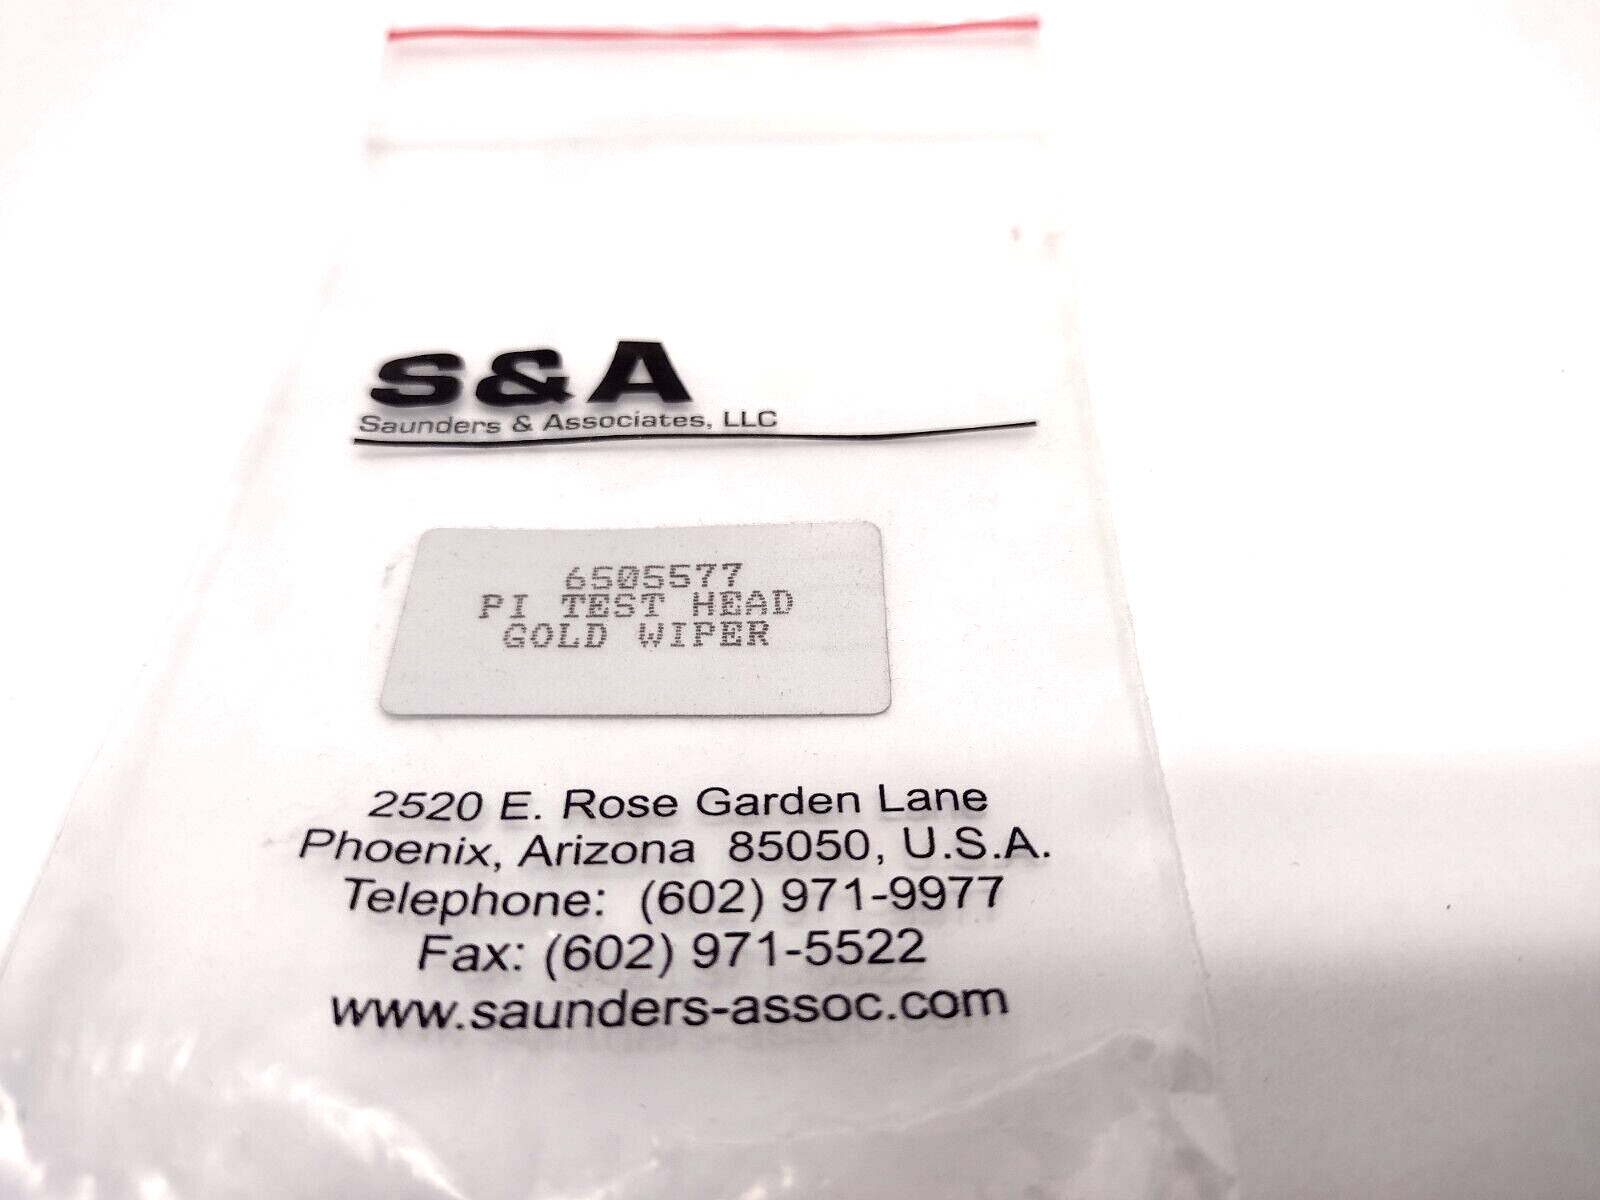 S&A
Saunders & Associates, LLC
6505577
PI TEST HEAD
GOLD WIPER
2520 E. Rose Garden Lane
Phoenix, Arizona 85050, U.S.A.
Telephone: (602) 971-9977
Fax: (602) 971-5522
www.saunders-assoc.com